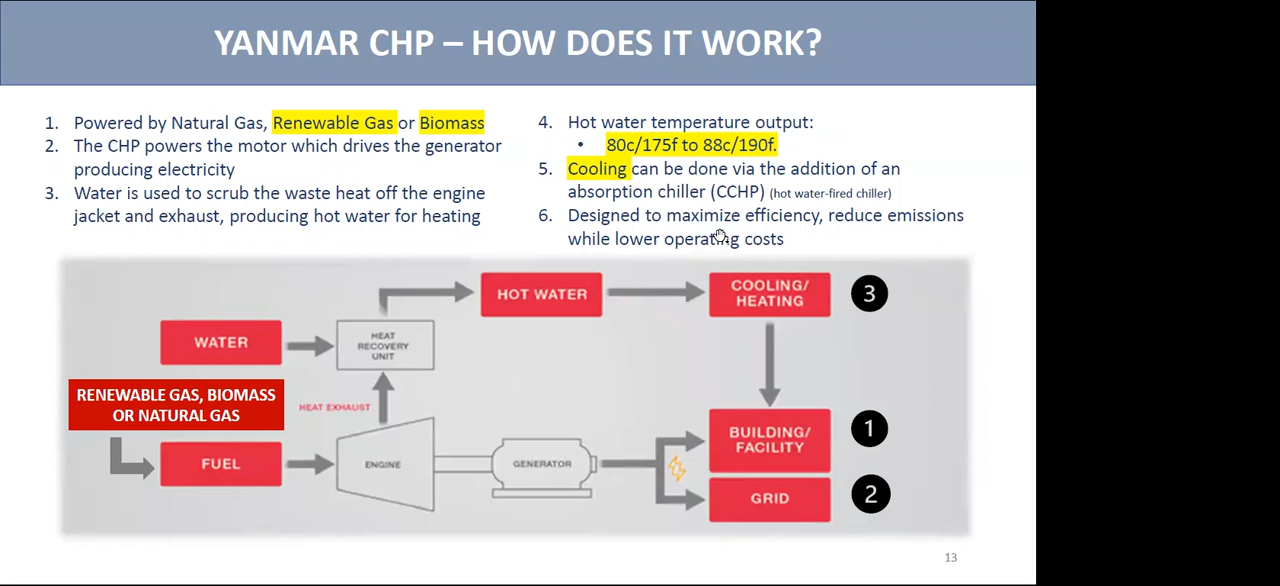 YANMAR CHP – HOW DOES IT WORK?
1. Powered by Natural Gas, Renewable Gas or Biomass
2. The CHP powers the motor which drives the generator
producing electricity
3. Water is used to scrub the waste heat off the engine
jacket and exhaust, producing hot water for heating
4. Hot water temperature output:
• 80c/175f to 88c/190f.
5. Cooling can be done via the addition of an
absorption chiller (CCHP) (hot water-fired chiller)
6. Designed to maximize efficiency, reduce emissions
while lower operating costs
HOT WATER
COOLING/
HEATING
3
WATER
HEAT
RECOVERY
UNIT
RENEWABLE GAS, BIOMASS
OR NATURAL GAS
HEAT EXHAUST
FUEL
ENGINE
GENERATOR
BUILDING/
FACILITY
1
GRID
2
13